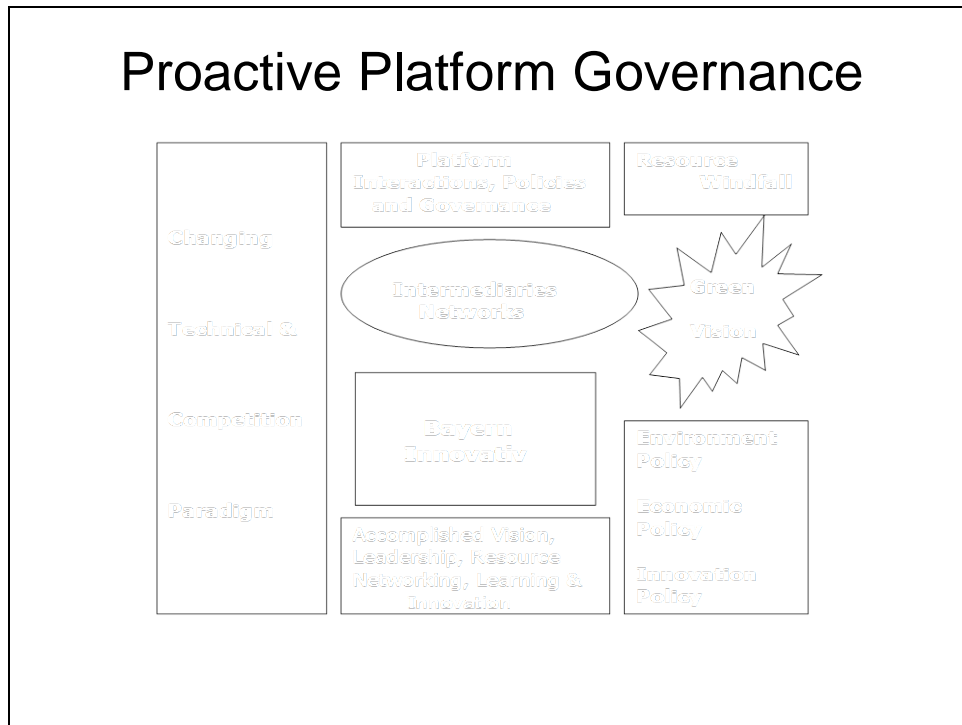 Proactive Platform Governance
Changing
Technical &
Competition
Paradigm
Platform
Interactions, Policies
and Governance
Intermediaries
Networks
Bayern
Innovativ
Accomplished Vision,
Leadership, Resource
Networking, Learning &
Innovation
Resource
Windfall
Green
Vision
Environment
Policy
Economic
Policy
Innovation
Policy